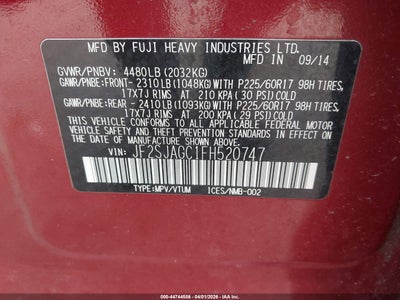 MFD BY FUJI HEAVY INDUSTRIES LTD.
MFD IN 09/14
GVWR/PNBV: 4480LB (2032KG)
GAWR/PNBE:FRONT- 2310LB(1048KG)WITH P225/60R17 98H TIRES,
17X7J RIMS, AT 210 KPA( 30 PSI)COLD
GAWR/PNBE:REAR - 2410LB(1093KG)WITH P225/60R17 98H TIRES,
17X7J RIMS, AT 200 KPA( 29 PSI)COLD
THIS VEHICLE CONFORMS TO ALL APPLICABLE
FEDERAL MOTOR VEHICLE SAFETY
STANDARDS IN EFFECT ON THE DATE OF
MANUFACTURE SHOWN ABOVE.
VIN: JF2SJAGC1FH520747
TYPE:MPV/VTUM ICES/NMB-002
00-44744556 - 04/01/2026 - IAA Inc.